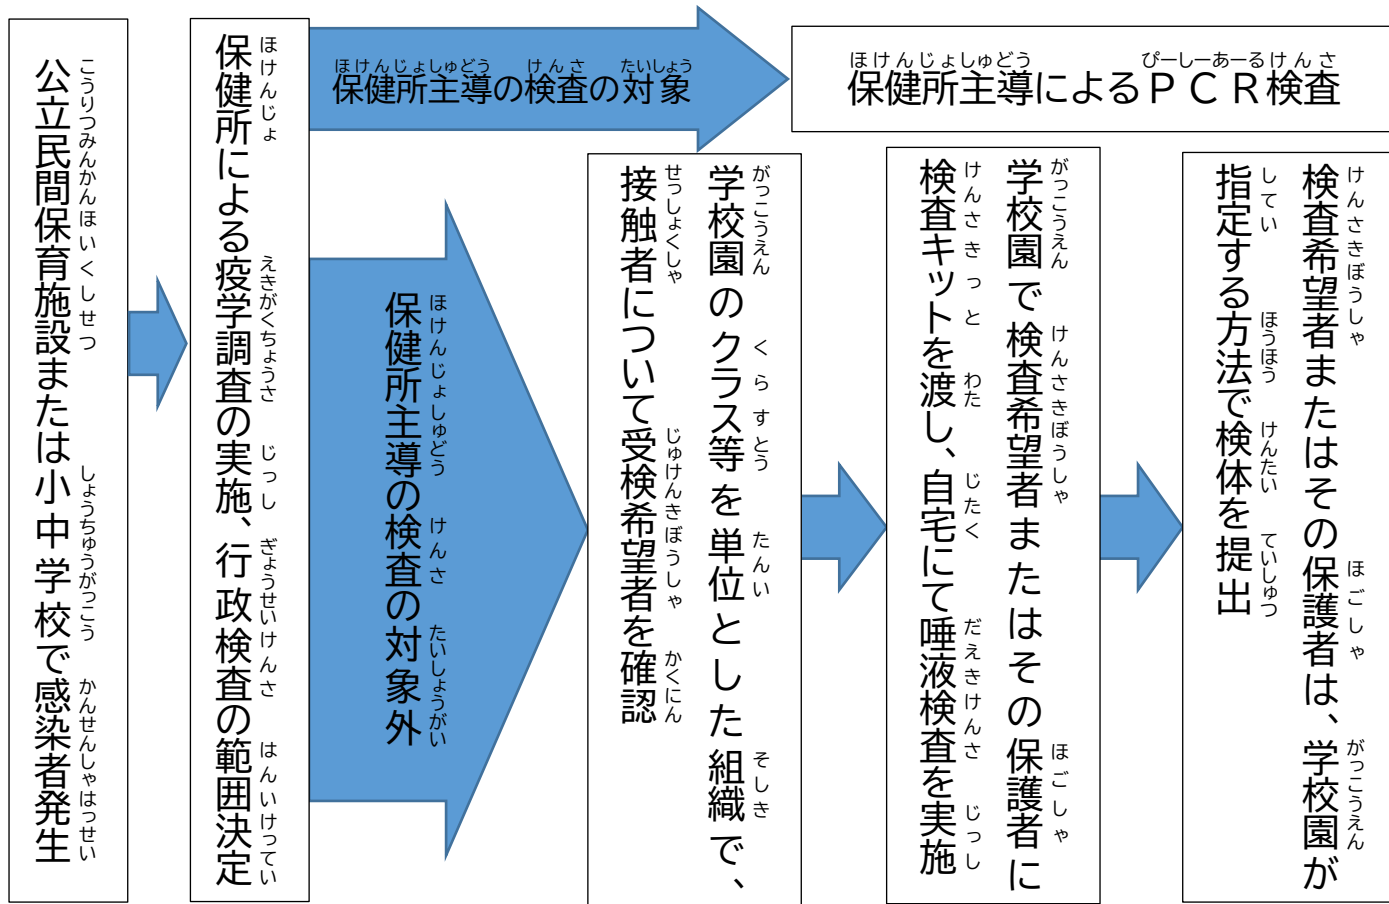 公立民間保育施設または小中学校で感染者発生
保健所による疫学調査の実施、行政検査の範囲決定
保健所主導の検査の対象
保健所主導によるＰＣＲ検査
保健所主導の検査の対象外
学校園のクラス等を単位とした組織で、
接触者について受検希望者を確認
学校園で検査希望者またはその保護者に
検査キットを渡し、自宅にて唾液検査を実施
検査希望者またはその保護者は、学校園が
指定する方法で検体を提出